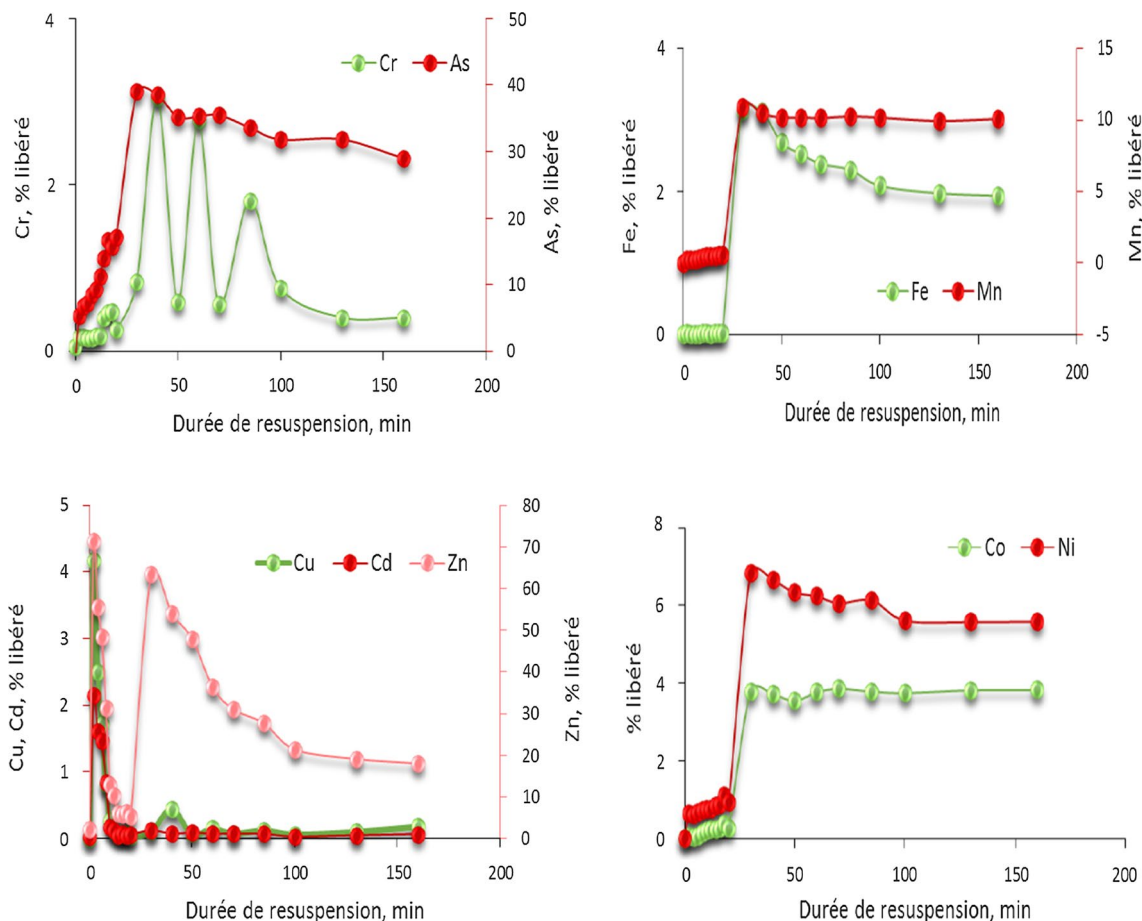 4
2
0
Cr, % libéré
Cr
As
50
40
30
20
10
0
As, % libéré
0
50
100
150
200
Durée de resuspension, min
4
2
0
Fe, % libéré
Fe
Mn
15
10
5
0
-5
Mn, % libéré
0
50
100
150
200
Durée de resuspension, min
5
4
3
2
1
0
Cu, Cd, % libéré
Cu
Cd
Zn
80
70
60
50
40
30
20
10
0
Zn, % libéré
0
50
100
150
200
Durée de resuspension, min
8
6
4
2
0
% libéré
Co
Ni
0
50
100
150
200
Durée de resuspension, min